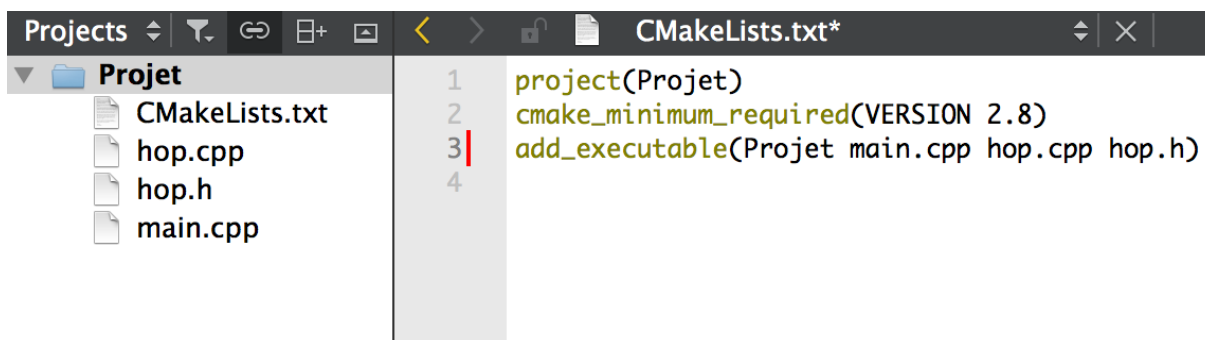 Projects
CMakeLists.txt*
Projet
CMakeLists.txt
hop.cpp
hop.h
main.cpp
1 project(Projet)
2 cmake_minimum_required(VERSION 2.8)
3 add_executable(Projet main.cpp hop.cpp hop.h)
4